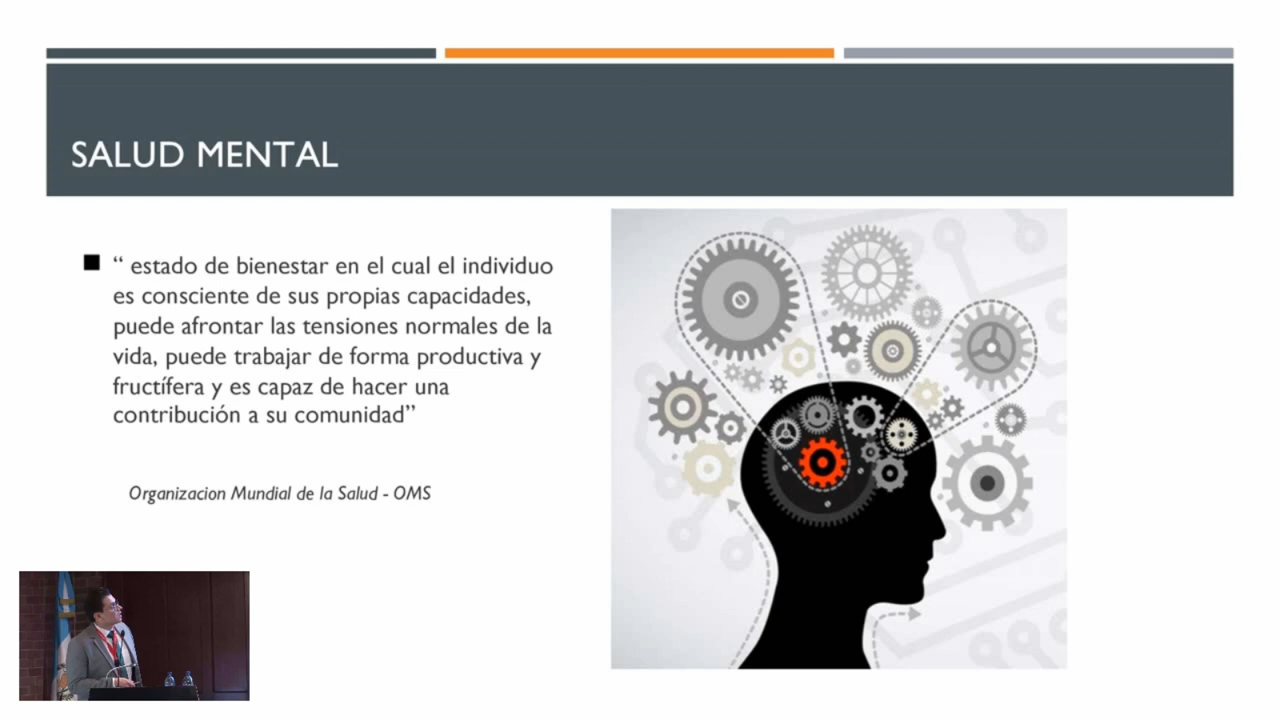 SALUD MENTAL
“ estado de bienestar en el cual el individuo
es consciente de sus propias capacidades,
puede afrontar las tensiones normales de la
vida, puede trabajar de forma productiva y
fructífera y es capaz de hacer una
contribución a su comunidad”
Organizacion Mundial de la Salud - OMS